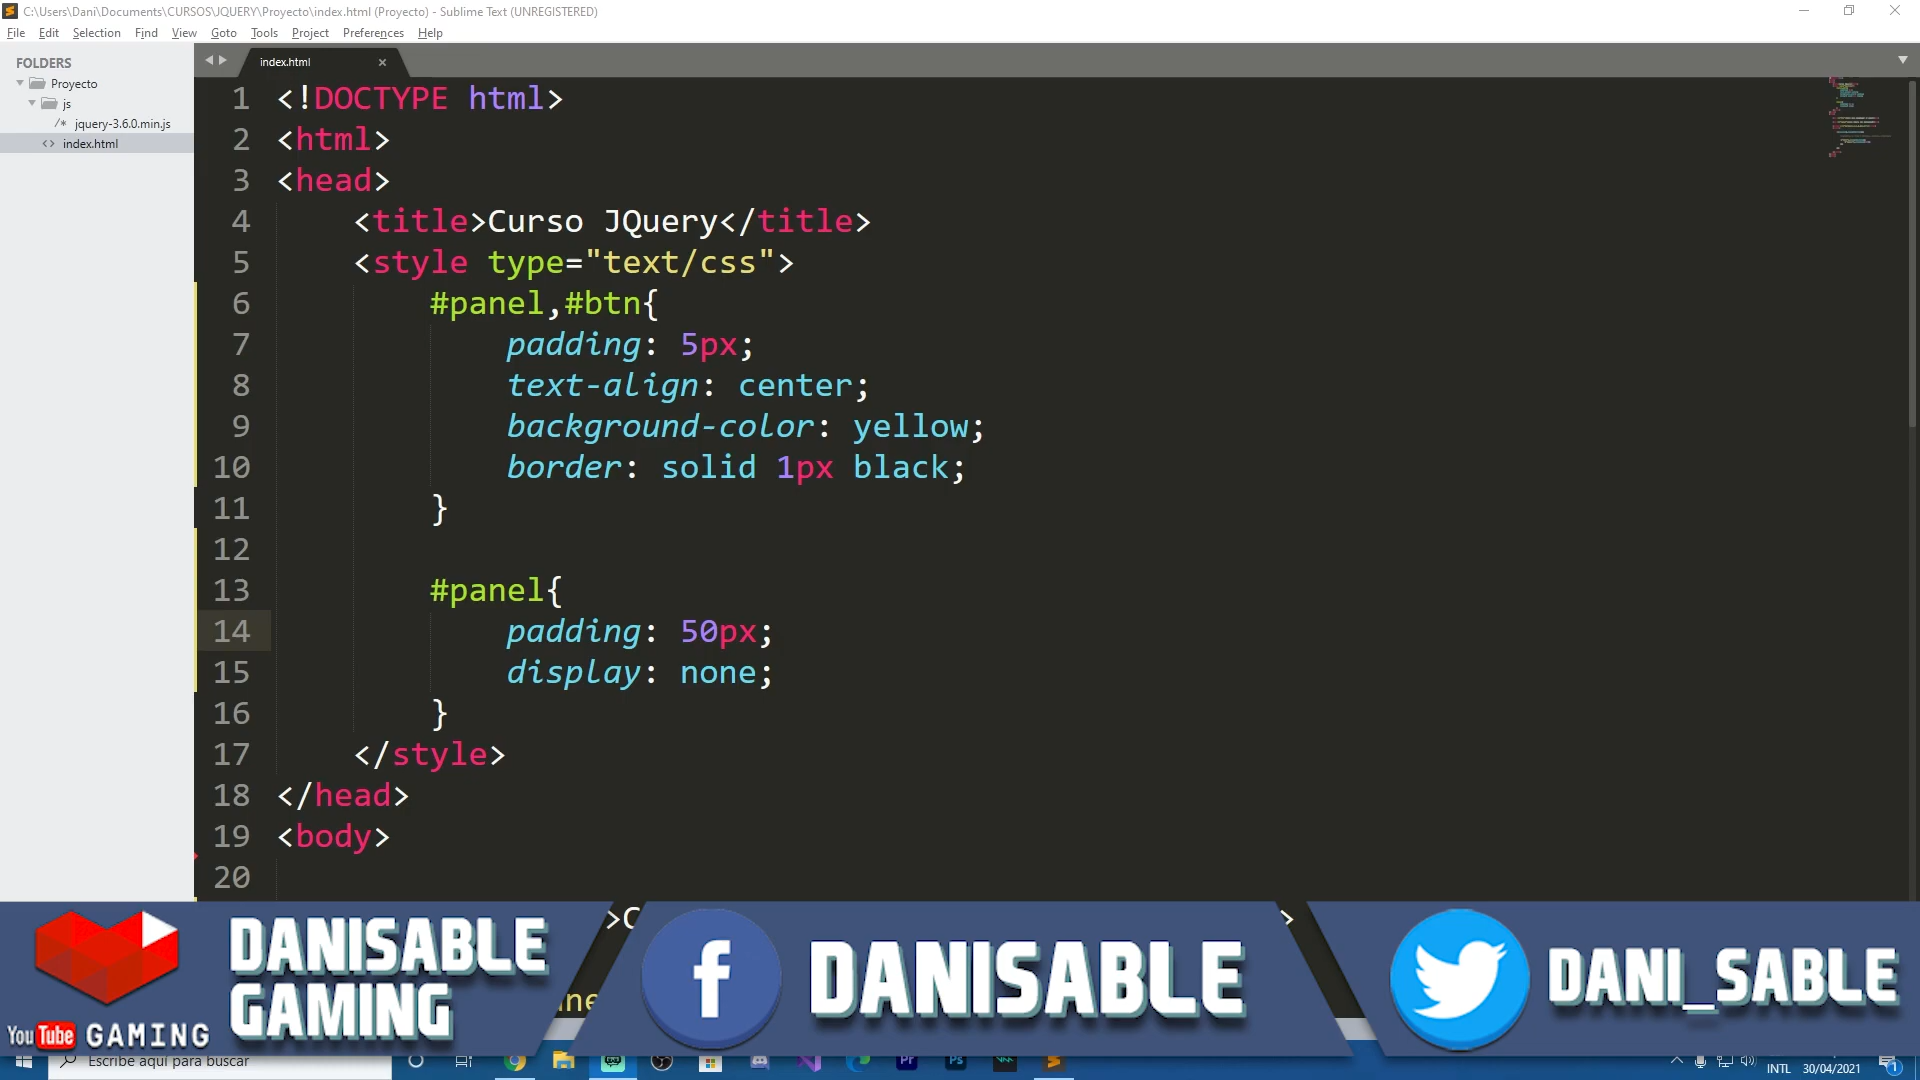 C:\Users\Dani\Documents\CURSOS\JQUERY\Proyecto\index.html (Proyecto) - Sublime Text (UNREGISTERED)
File Edit Selection Find View Goto Tools Project Preferences Help
FOLDERS
Proyecto
js
/* jquery-3.6.0.min.js
<> index.html
index.html
1 <!DOCTYPE html>
2 <html>
3 <head>
4 <title>Curso JQuery</title>
5 <style type="text/css">
6 #panel,#btn{
7 padding: 5px;
8 text-align: center;
9 background-color: yellow;
10 border: solid 1px black;
11 }
12
13 #panel{
14 padding: 50px;
15 display: none;
16 }
17 </style>
18 </head>
19 <body>
20
DANISABLE
GAMING
YouTube GAMING
DANISABLE
DANI_SABLE
Escribe aquí para buscar
INTL 30/04/2021